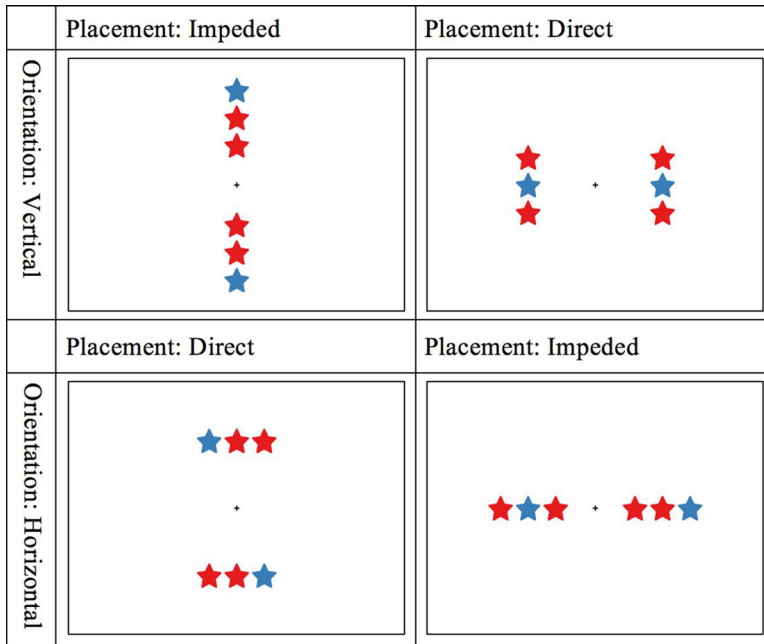 Placement: Impeded
Placement: Direct
Orientation: Vertical
Placement: Direct
Placement: Impeded
Orientation: Horizontal